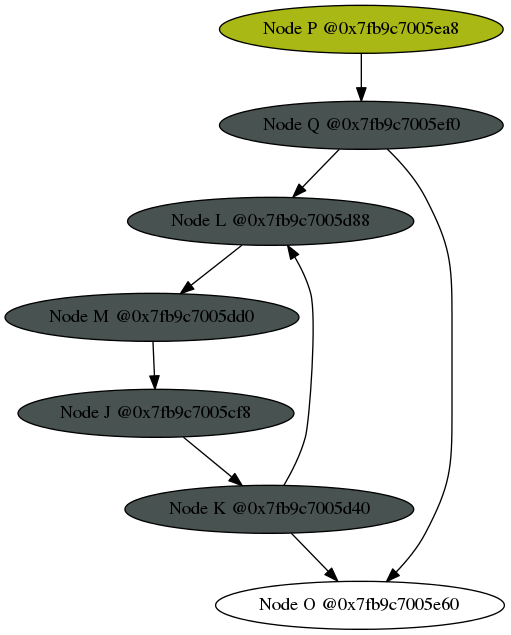 Node P @0x7fb9c7005ea8
Node Q @0x7fb9c7005ef0
Node L @0x7fb9c7005d88
Node M @0x7fb9c7005dd0
Node J @0x7fb9c7005cf8
Node K @0x7fb9c7005d40
Node O @0x7fb9c7005e60